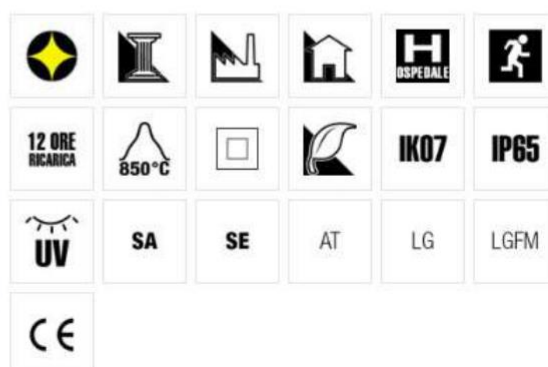 H
OSPEDALE
12 ORE
RICARICA
850°C
IK07
IP65
UV
SA
SE
AT
LG
LGFM
CE